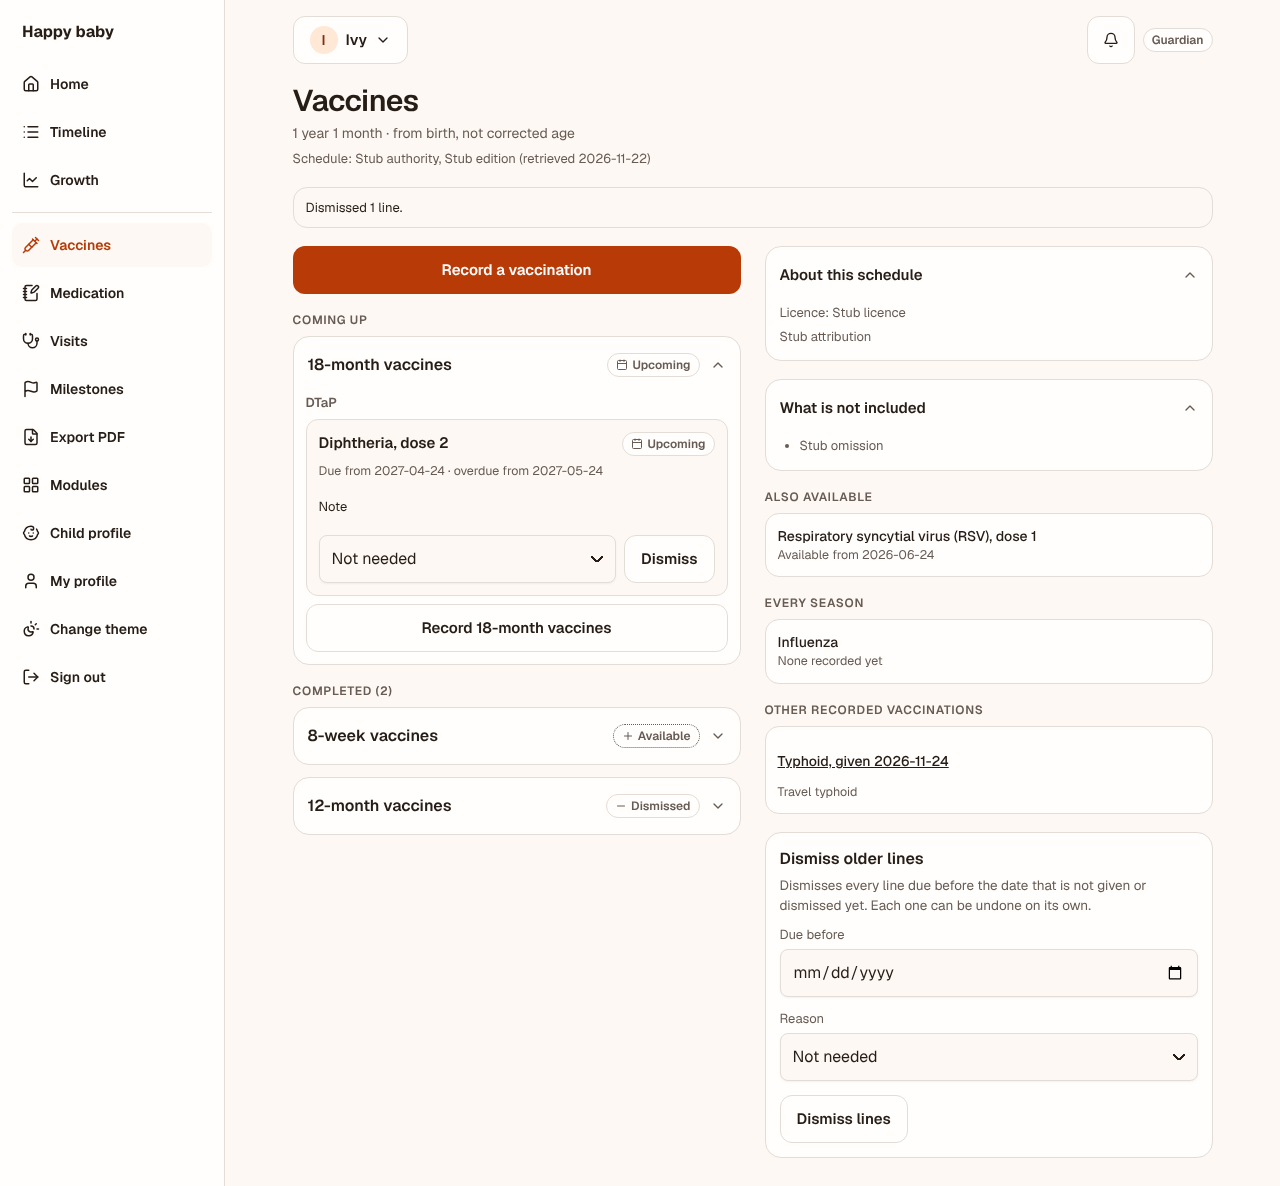 Happy baby
Home
Timeline
Growth
Vaccines
Medication
Visits
Milestones
Export PDF
Modules
Child profile
My profile
Change theme
Sign out
I Ivy
Guardian
Vaccines
1 year 1 month · from birth, not corrected age
Schedule: Stub authority, Stub edition (retrieved 2026-11-22)
Dismissed 1 line.
Record a vaccination
COMING UP
18-month vaccines Upcoming
DTaP
Diphtheria, dose 2 Upcoming
Due from 2027-04-24 · overdue from 2027-05-24
Note
Not needed Dismiss
Record 18-month vaccines
COMPLETED (2)
8-week vaccines Available
12-month vaccines Dismissed
About this schedule
Licence: Stub licence
Stub attribution
What is not included
• Stub omission
ALSO AVAILABLE
Respiratory syncytial virus (RSV), dose 1
Available from 2026-06-24
EVERY SEASON
Influenza
None recorded yet
OTHER RECORDED VACCINATIONS
Typhoid, given 2026-11-24
Travel typhoid
Dismiss older lines
Dismisses every line due before the date that is not given or
dismissed yet. Each one can be undone on its own.
Due before
mm/dd/yyyy
Reason
Not needed
Dismiss lines